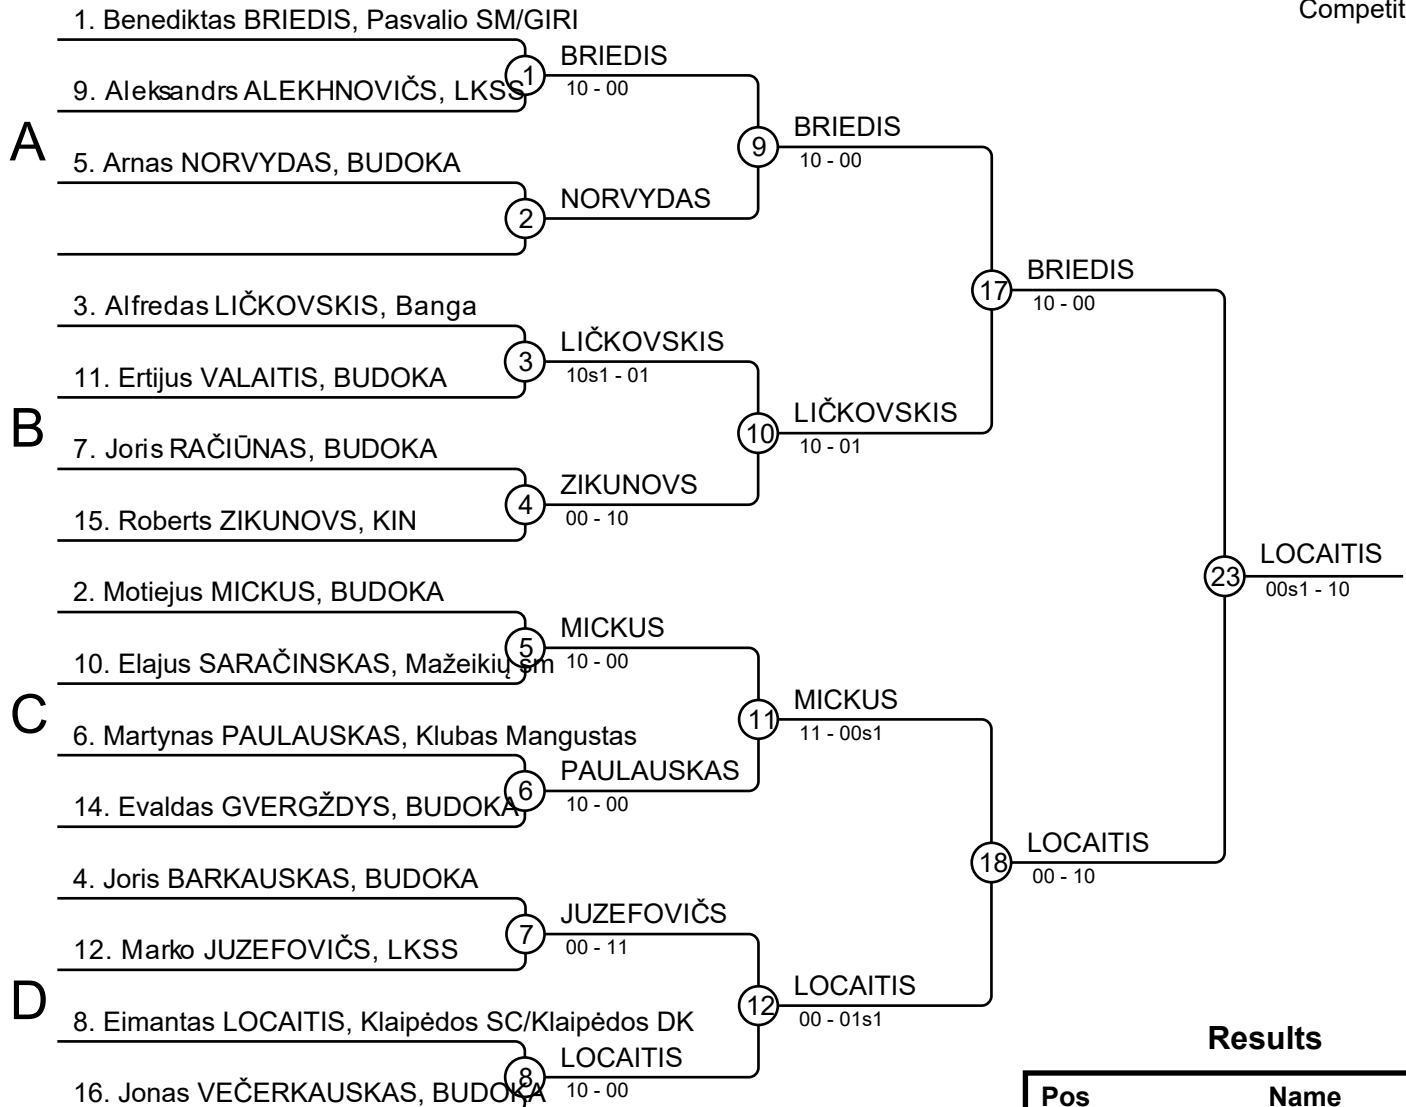 Competit
1. Benediktas BRIEDIS, Pasvalio SM/GIRI
1
BRIEDIS
10 - 00
9. Aleksandrs ALEKHNOVIČS, LKSS
A
9
BRIEDIS
10 - 00
5. Arnas NORVYDAS, BUDOKA
2
NORVYDAS
17
BRIEDIS
10 - 00
3. Alfredas LIČKOVSKIS, Banga
3
LIČKOVSKIS
10s1 - 01
11. Ertijus VALAITIS, BUDOKA
B
10
LIČKOVSKIS
10 - 01
7. Joris RAČIŪNAS, BUDOKA
4
ZIKUNOVS
00 - 10
15. Roberts ZIKUNOVS, KIN
23
LOCAITIS
00s1 - 10
2. Motiejus MICKUS, BUDOKA
5
MICKUS
10 - 00
10. Elajus SARAČINSKAS, Mažeikių sm
C
11
MICKUS
11 - 00s1
6. Martynas PAULAUSKAS, Klubas Mangustas
6
PAULAUSKAS
10 - 00
14. Evaldas GVERGŽDYS, BUDOKA
18
LOCAITIS
00 - 10
4. Joris BARKAUSKAS, BUDOKA
7
JUZEFOVIČS
00 - 11
12. Marko JUZEFOVIČS, LKSS
D
12
LOCAITIS
00 - 01s1
8. Eimantas LOCAITIS, Klaipėdos SC/Klaipėdos DK
8
LOCAITIS
10 - 00
16. Jonas VEČERKAUSKAS, BUDOKA
Results
Pos Name